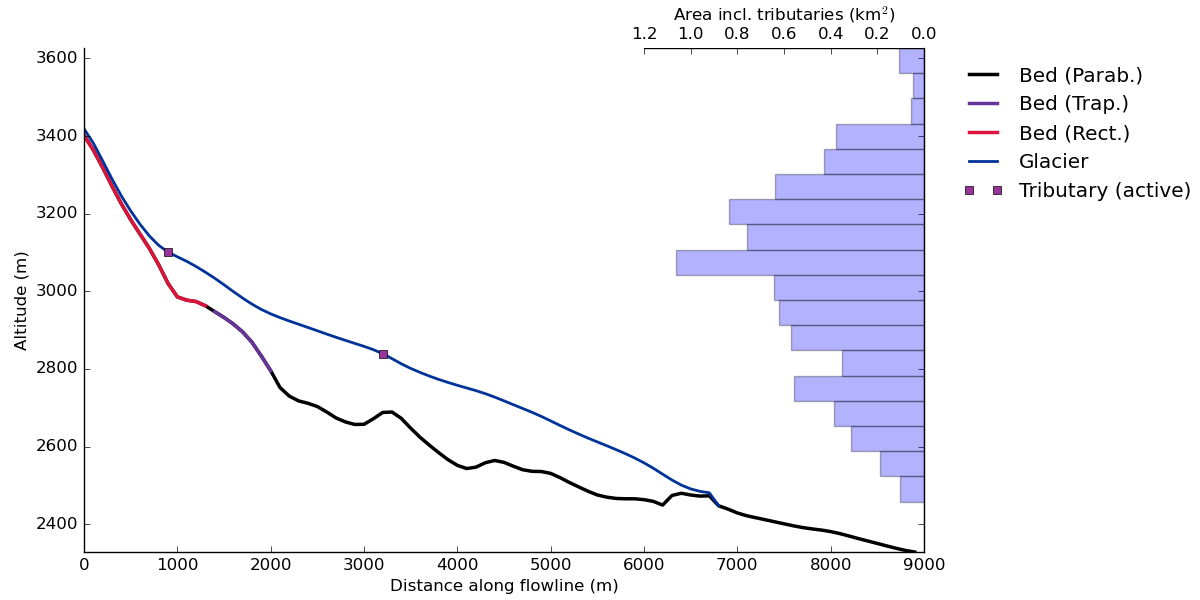 Area incl. tributaries (km²)
1.2 1.0 0.8 0.6 0.4 0.2 0.0
3600
3400
3200
3000
2800
2600
2400
Altitude (m)
0 1000 2000 3000 4000 5000 6000 7000 8000 9000
Distance along flowline (m)
Bed (Parab.)
Bed (Trap.)
Bed (Rect.)
Glacier
Tributary (active)